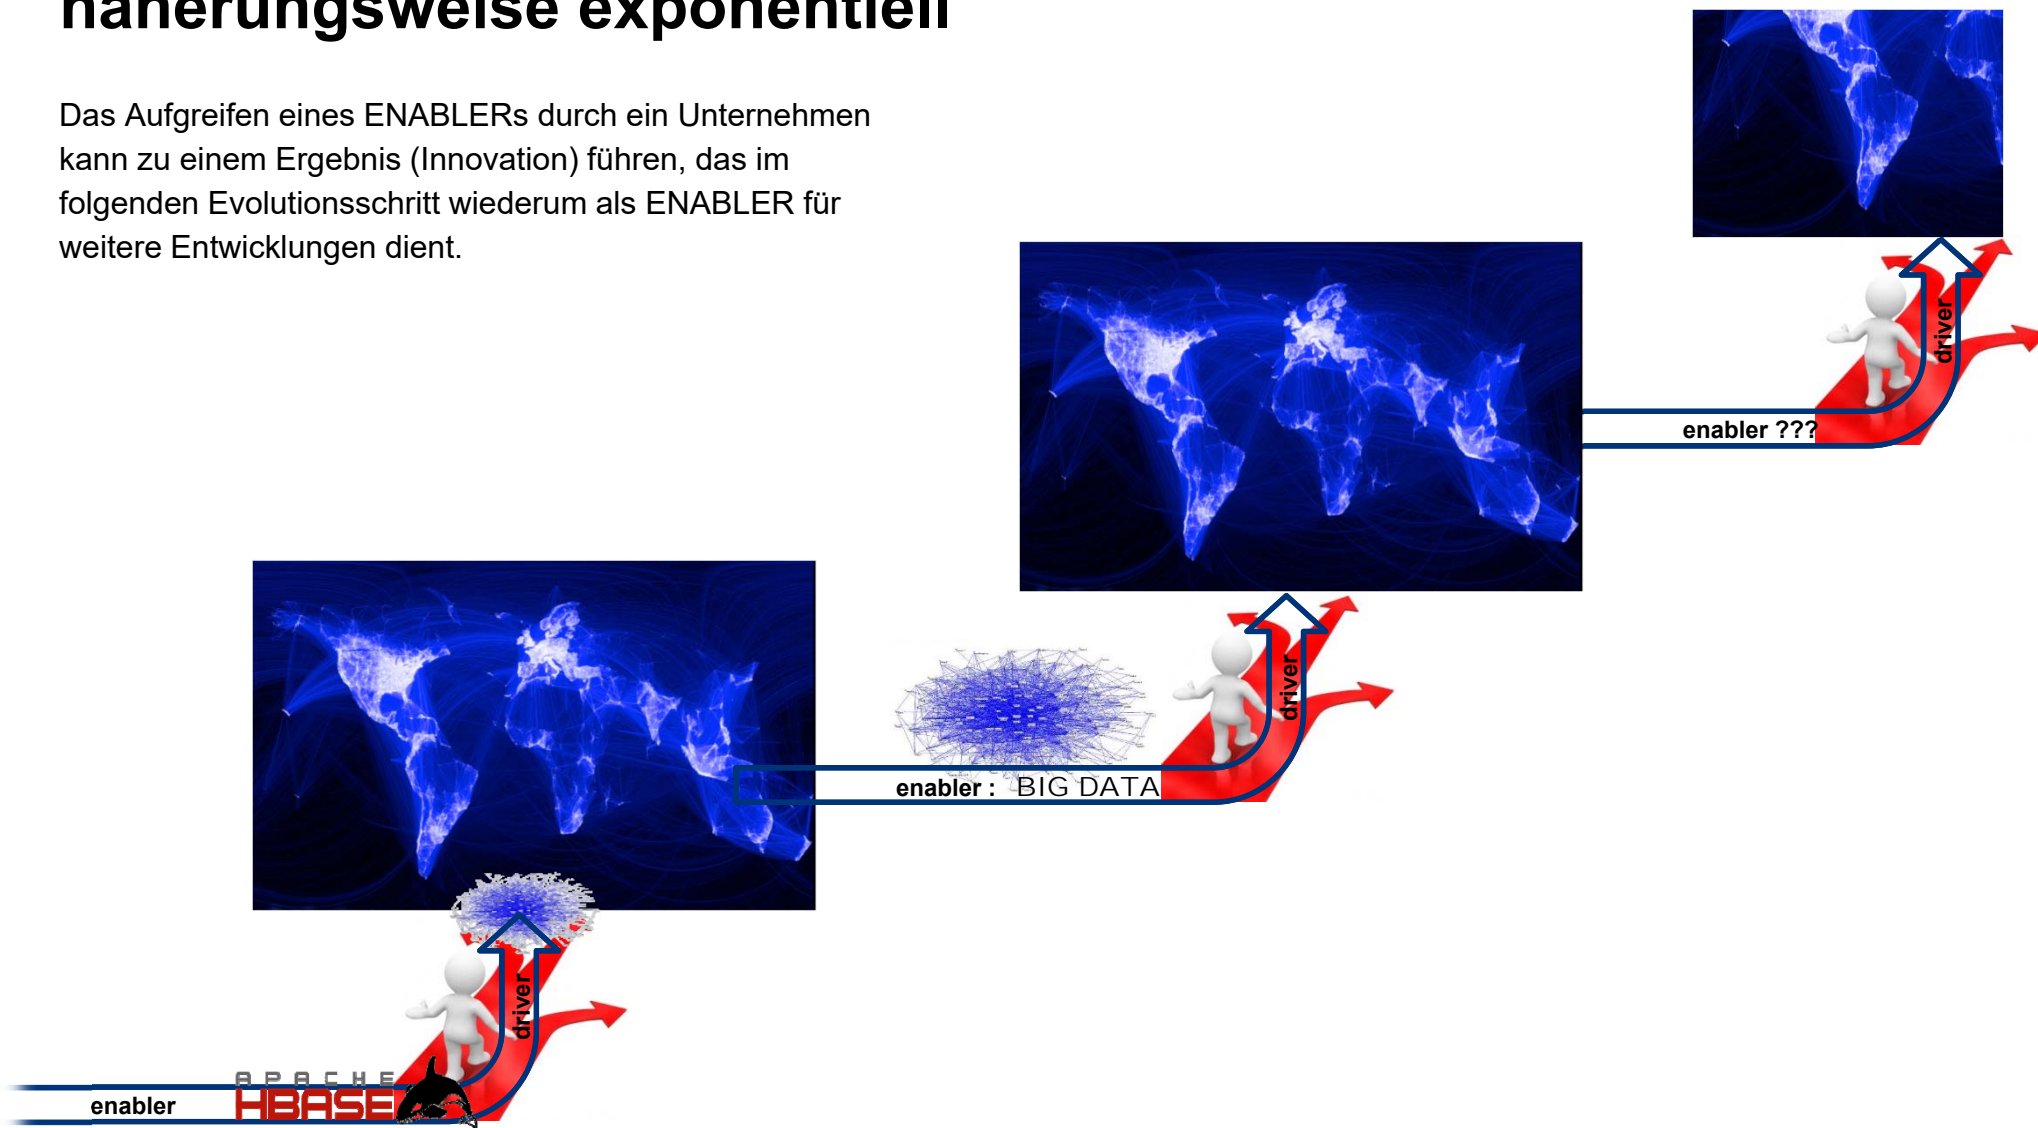 näherungsweise exponentiell
Das Aufgreifen eines ENABLERs durch ein Unternehmen
kann zu einem Ergebnis (Innovation) führen, das im
folgenden Evolutionsschritt wiederum als ENABLER für
weitere Entwicklungen dient.
driver
enabler ???
driver
enabler : BIG DATA
driver
APACHE
HBASE
enabler